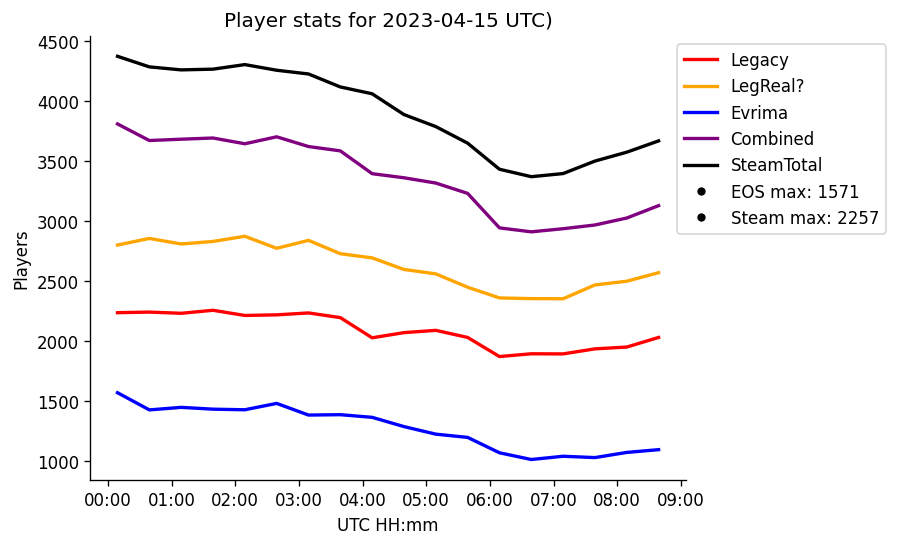 Player stats for 2023-04-15 UTC)
4500
4000
3500
3000
2500
2000
1500
1000
Players
00:00 01:00 02:00 03:00 04:00 05:00 06:00 07:00 08:00 09:00
UTC HH:mm
Legacy
LegReal?
Evrima
Combined
SteamTotal
EOS max: 1571
Steam max: 2257